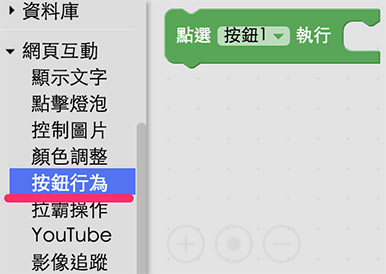 資料庫
網頁互動
顯示文字
點擊燈泡
控制圖片
顏色調整
按鈕行為
拉霸操作
YouTube
影像追蹤
點選 按鈕1 執行